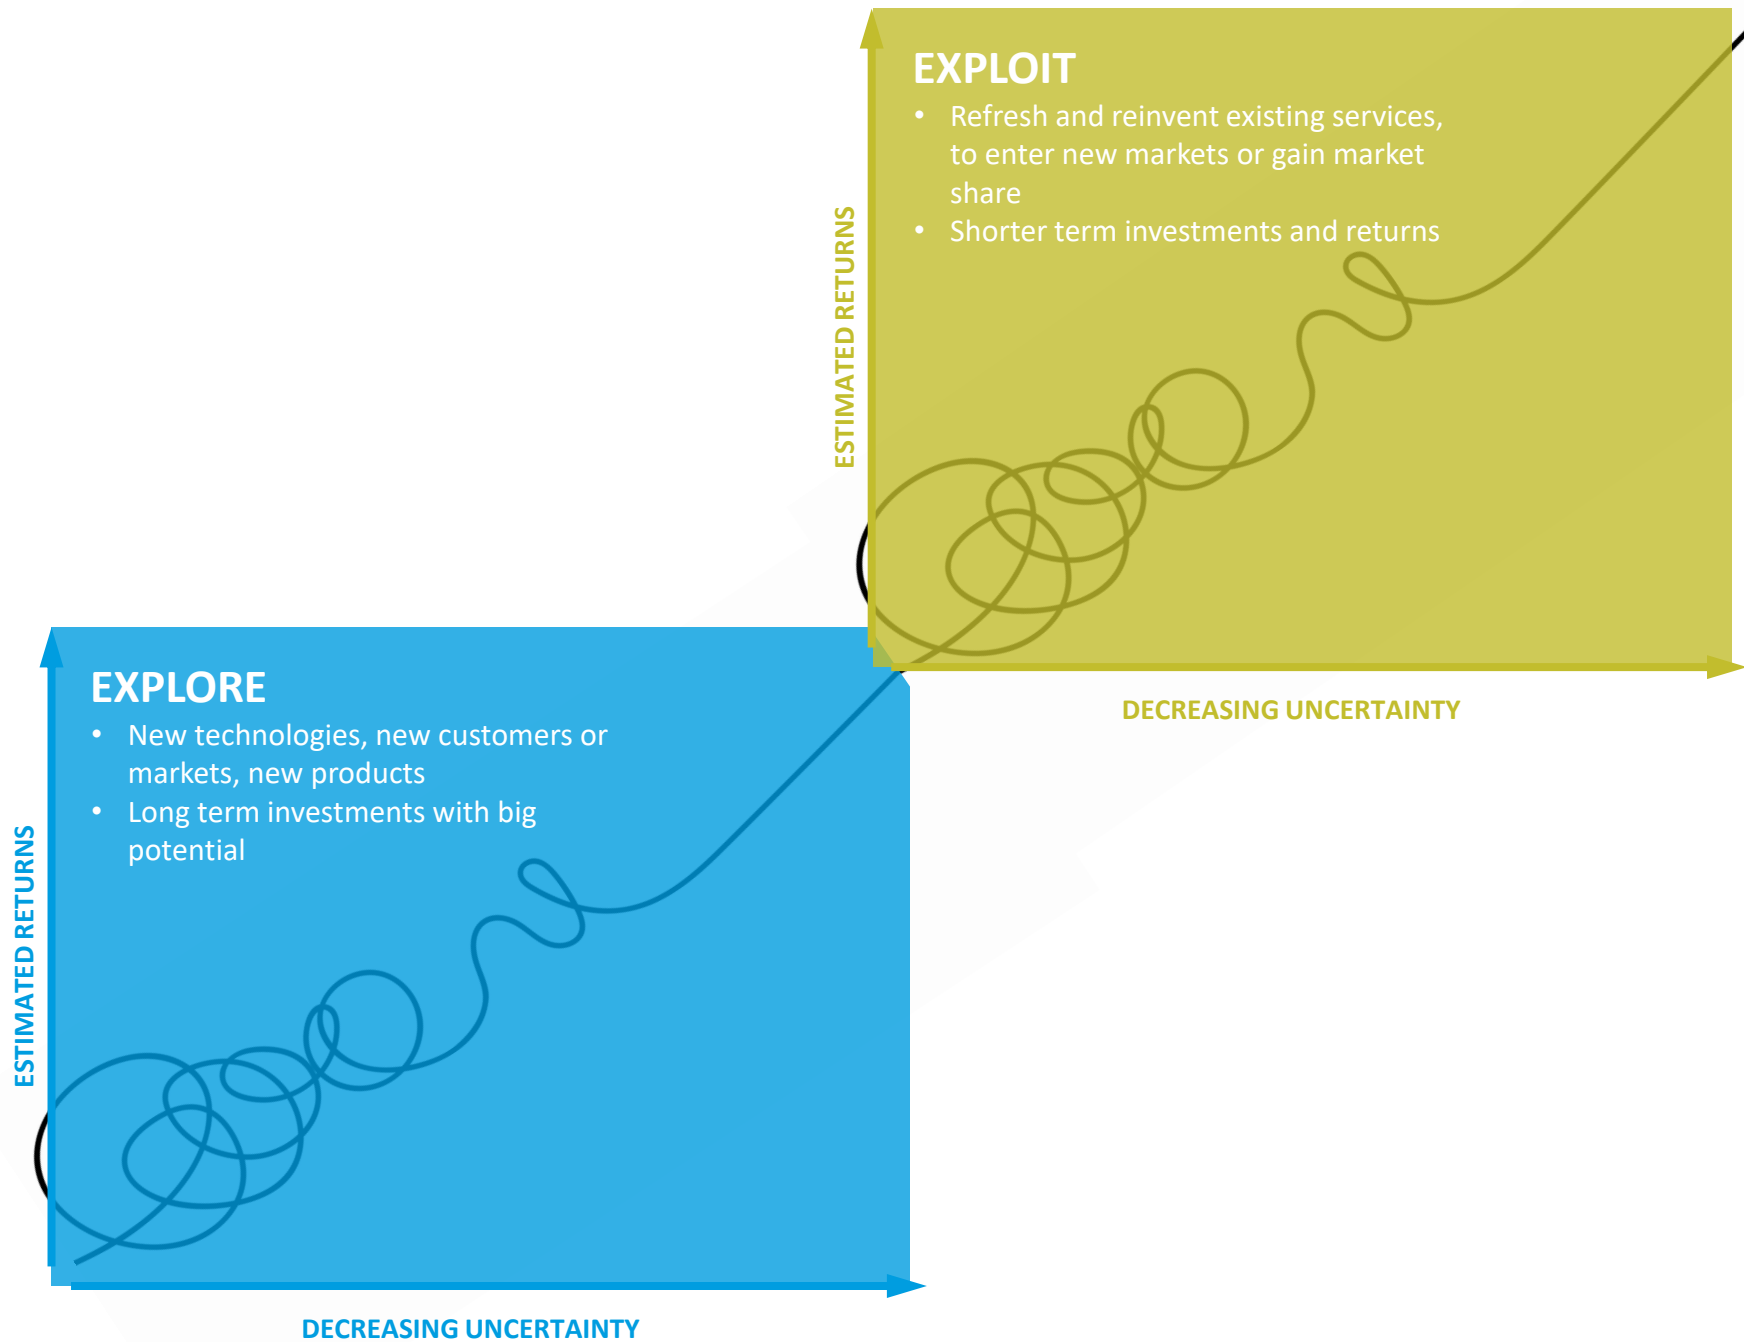 EXPLOIT
• Refresh and reinvent existing services,
to enter new markets or gain market
share
• Shorter term investments and returns
ESTIMATED RETURNS
DECREASING UNCERTAINTY
EXPLORE
• New technologies, new customers or
markets, new products
• Long term investments with big
potential
ESTIMATED RETURNS
DECREASING UNCERTAINTY